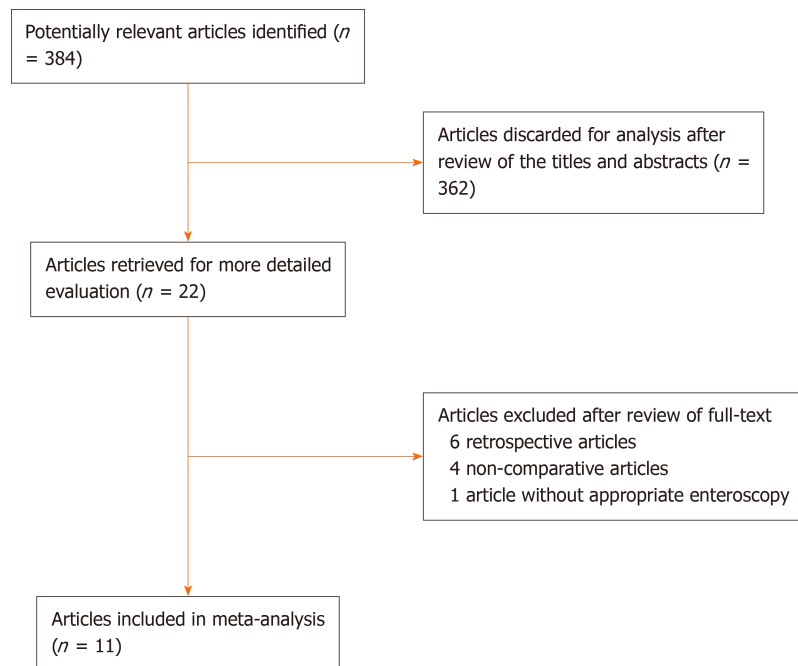 Potentially relevant articles identified (n
= 384)
Articles discarded for analysis after
review of the titles and abstracts (n =
362)
Articles retrieved for more detailed
evaluation (n = 22)
Articles excluded after review of full-text
6 retrospective articles
4 non-comparative articles
1 article without appropriate enteroscopy
Articles included in meta-analysis
(n = 11)